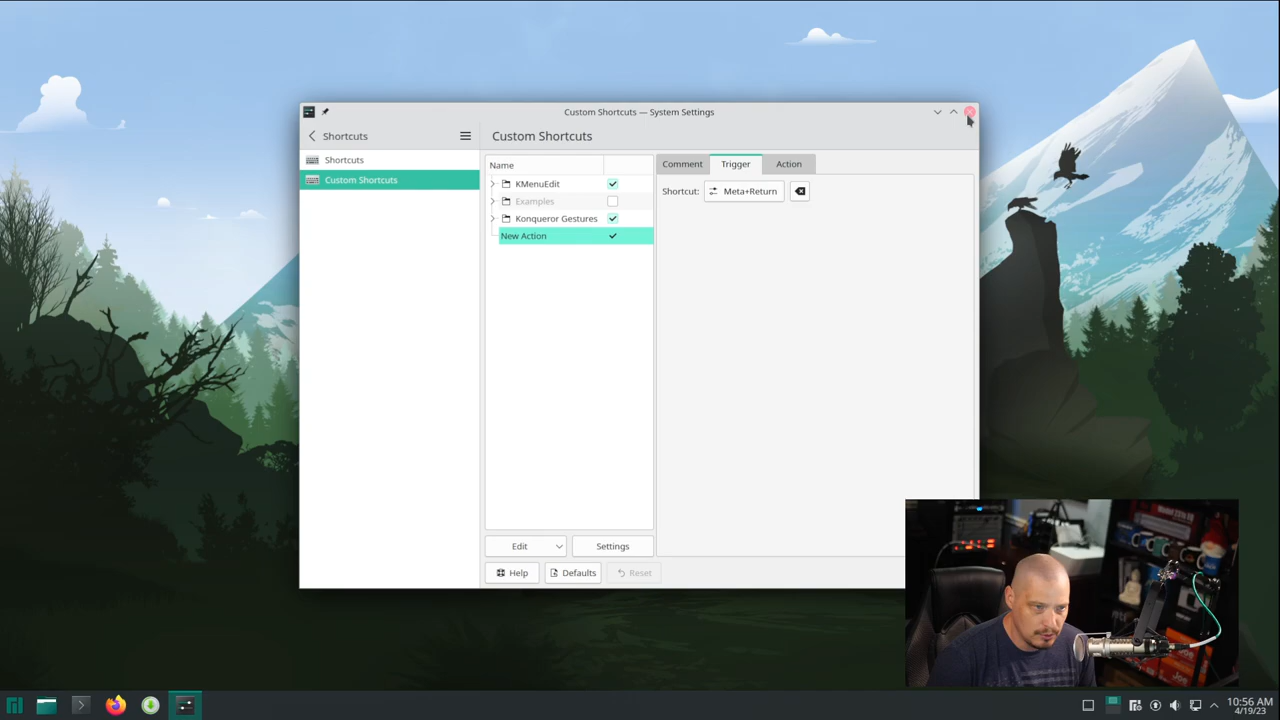 Custom Shortcuts — System Settings
Shortcuts
Custom Shortcuts
Shortcuts
Custom Shortcuts
Name
KMenuEdit
Examples
Konqueror Gestures
New Action
Comment
Trigger
Action
Shortcut:
Meta+Return
Edit
Settings
Help
Defaults
Reset
10:56 AM
4/19/23